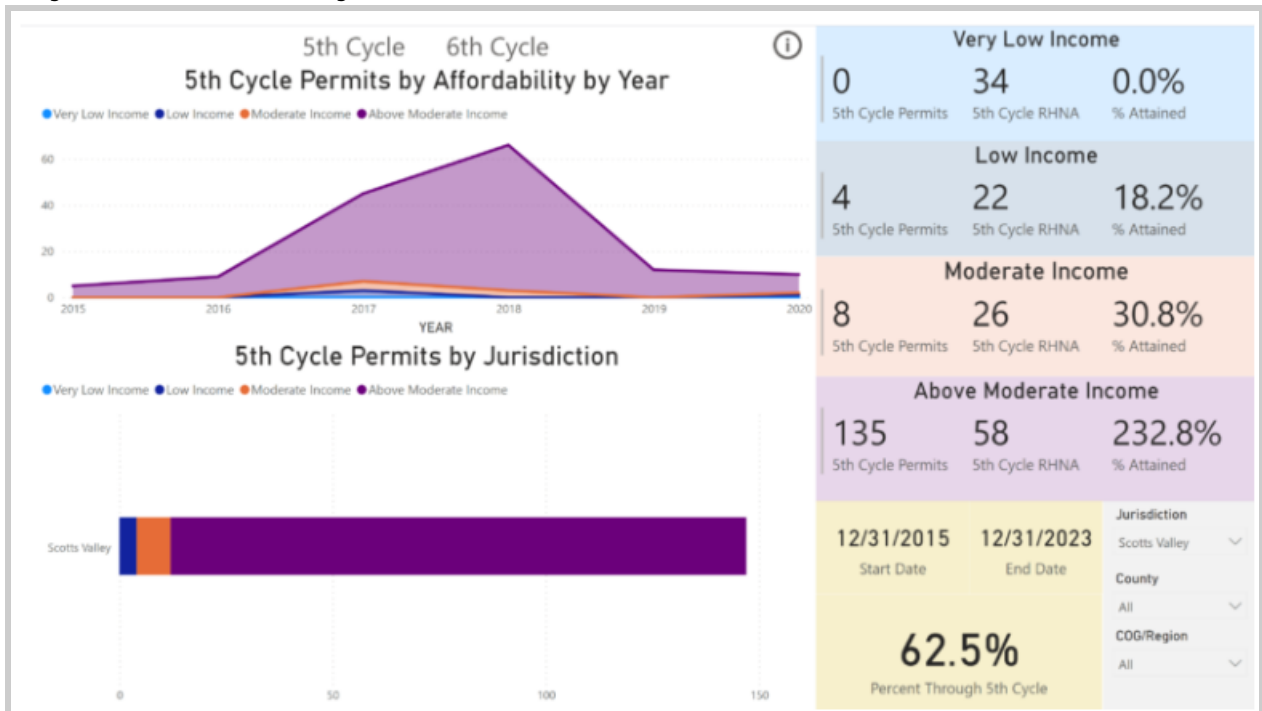 5th Cycle 6th Cycle
5th Cycle Permits by Affordability by Year
Very Low Income Low Income Moderate Income Above Moderate Income
60
40
20
0
2015 2016 2017 2018 2019 2020
YEAR
5th Cycle Permits by Jurisdiction
Very Low Income Low Income Moderate Income Above Moderate Income
Scotts Valley
0 50 100 150
Very Low Income
0 34 0.0%
5th Cycle Permits 5th Cycle RHNA % Attained
Low Income
4 22 18.2%
5th Cycle Permits 5th Cycle RHNA % Attained
Moderate Income
8 26 30.8%
5th Cycle Permits 5th Cycle RHNA % Attained
Above Moderate Income
135 58 232.8%
5th Cycle Permits 5th Cycle RHNA % Attained
12/31/2015 12/31/2023
Start Date End Date
62.5%
Percent Through 5th Cycle
Jurisdiction
Scotts Valley
County
All
COG/Region
All